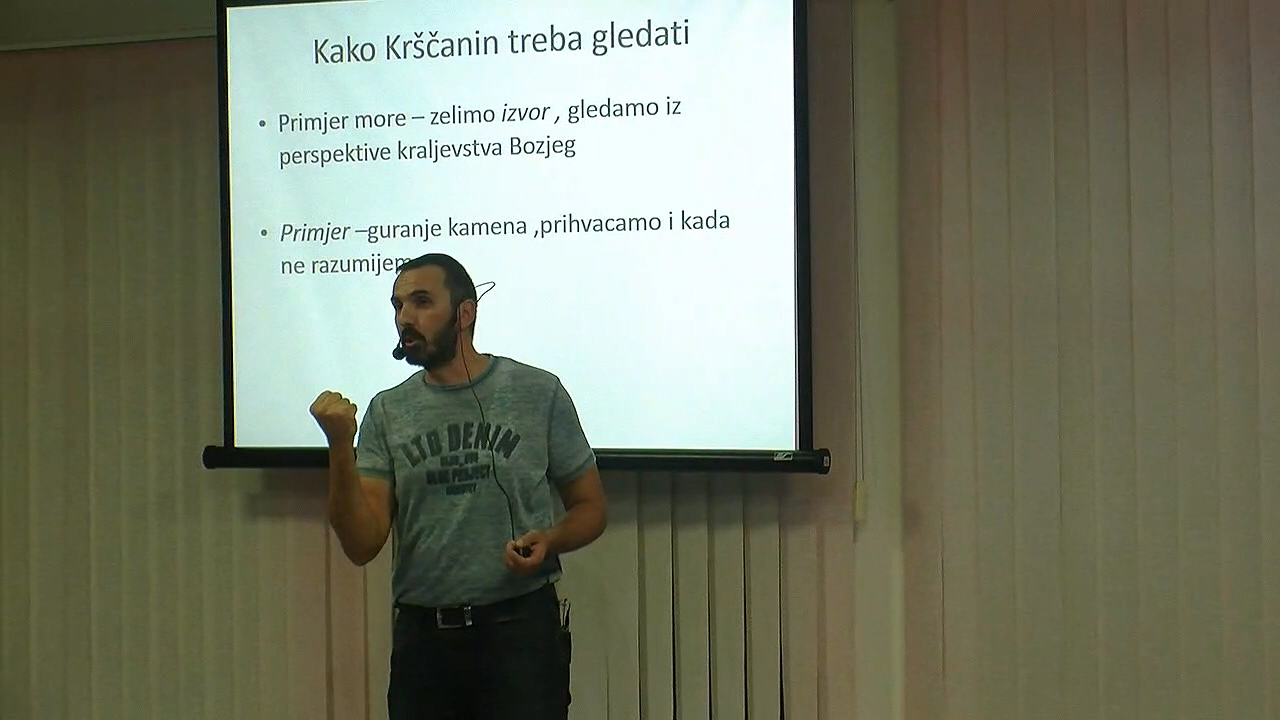 Kako Krščanin treba gledati
• Primjer more – zelimo izvor , gledamo iz
perspektive kraljevstva Bozjeg
• Primjer –guranje kamena ,prihvacamo i kada
ne razumijem
LTD DENIM